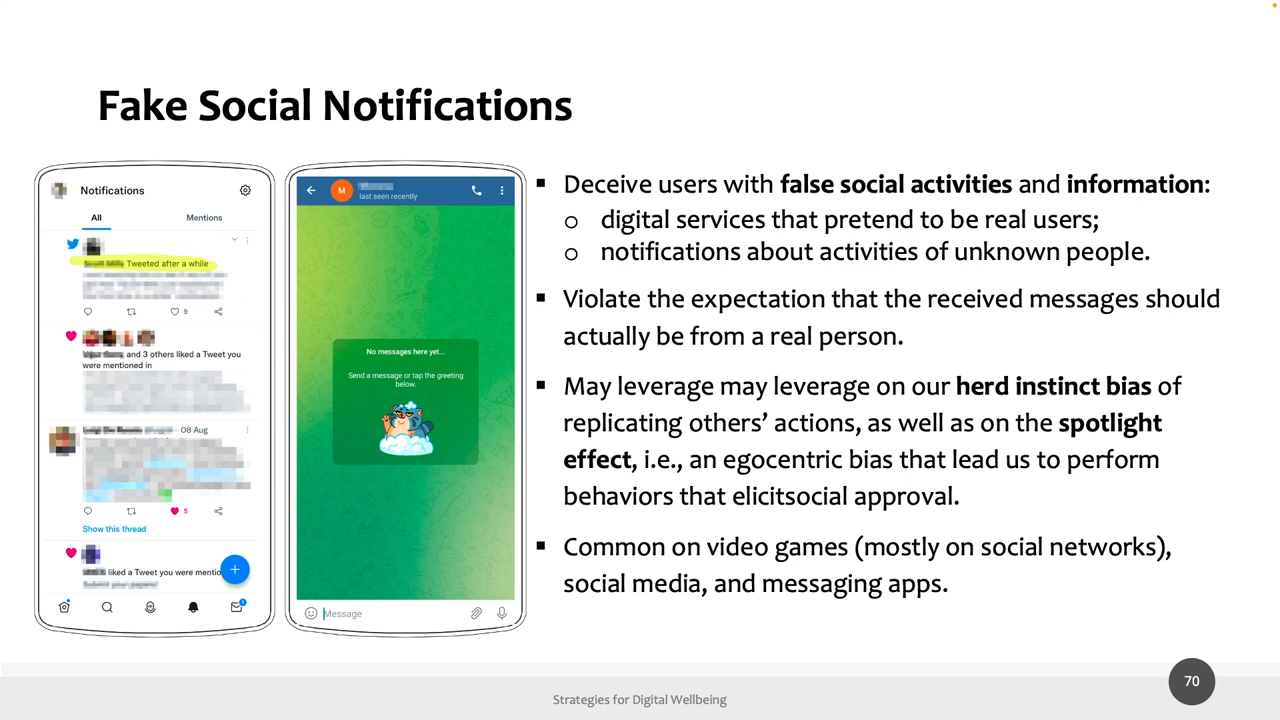 Fake Social Notifications
Notifications
All
Mentions
Tweeted after a while
9
and 3 others liked a Tweet you
were mentioned in
08 Aug
5
Show this thread
liked a Tweet you were mentio
+
M
last seen recently
No messages here yet...
Send a message or tap the greeting
below.
Message
▪ Deceive users with false social activities and information:
o digital services that pretend to be real users;
o notifications about activities of unknown people.
▪ Violate the expectation that the received messages should
actually be from a real person.
▪ May leverage may leverage on our herd instinct bias of
replicating others’ actions, as well as on the spotlight
effect, i.e., an egocentric bias that lead us to perform
behaviors that elicitsocial approval.
▪ Common on video games (mostly on social networks),
social media, and messaging apps.
Strategies for Digital Wellbeing
70